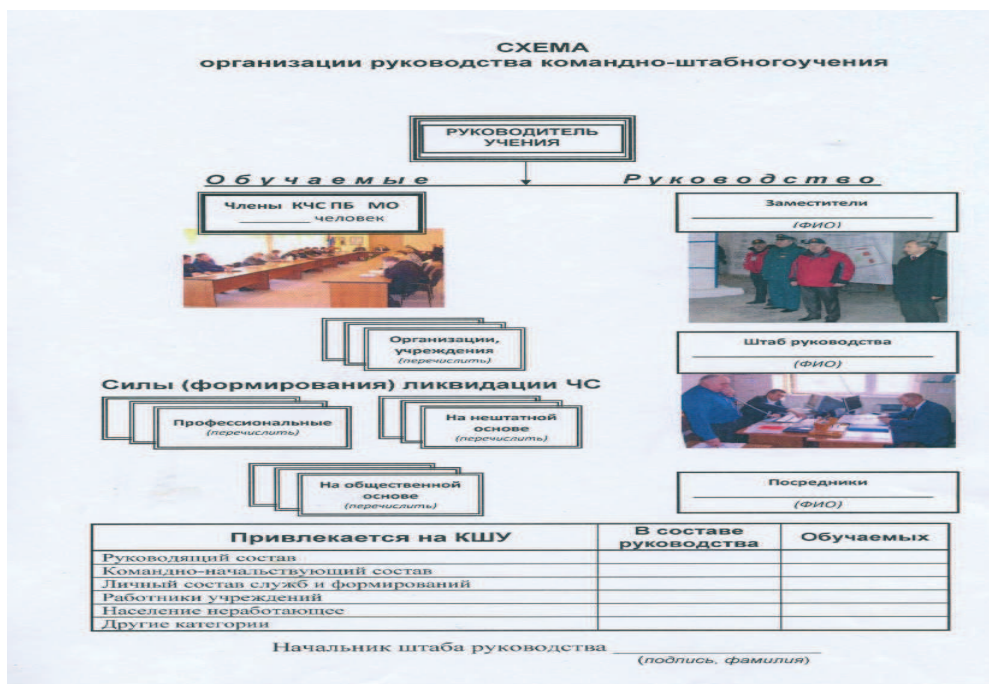 СХЕМА
организации руководства командно-штабногоучения
РУКОВОДИТЕЛЬ
УЧЕНИЯ
Обучаемые Руководство
Члены КЧС ПБ МО
________ человек
Заместители
(ФИО)
Организации,
учреждения
(перечислить)
Штаб руководства
(ФИО)
Силы (формирования) ликвидации ЧС
Профессиональные
(перечислить)
На нештатной
основе
(перечислить)
На общественной
основе
(перечислить)
Посредники
(ФИО)
Привлекается на КШУ
В составе
руководства
Обучаемых
Руководящий состав
Командно-начальствующий состав
Личный состав служб и формирований
Работники учреждений
Население неработающее
Другие категории
Начальник штаба руководства ____________________
(подпись, фамилия)